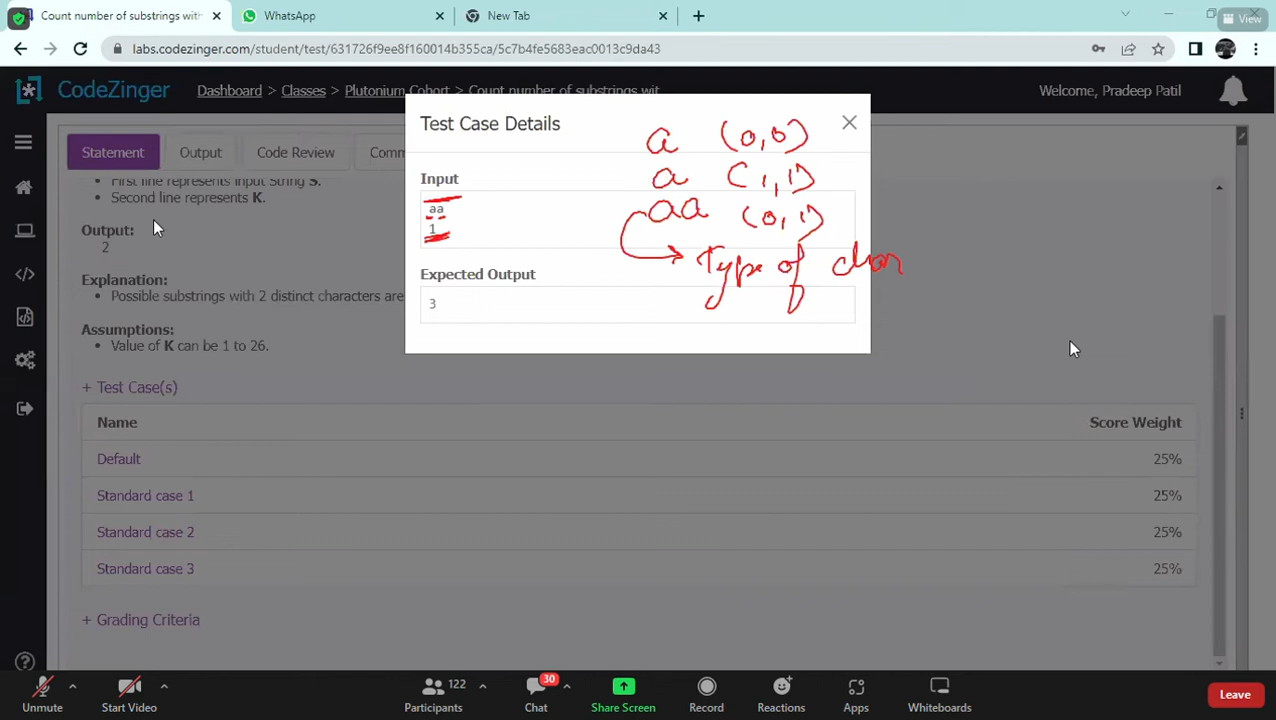 Count number of substrings with
WhatsApp
New Tab
View
labs.codezinger.com/student/test/631726f9ee8f160014b355ca/5c7b4fe5683eac0013c9da43
CodeZinger
Dashboard > Classes > Plutonium Cohort > Count number of substrings wit
Welcome, Pradeep Patil
Statement Output Code Review Comm
First line represents input String S.
Second line represents K.
Output:
2
Explanation:
Possible substrings with 2 distinct characters are
Assumptions:
Value of K can be 1 to 26.
+ Test Case(s)
Name Score Weight
Default 25%
Standard case 1 25%
Standard case 2 25%
Standard case 3 25%
+ Grading Criteria
Test Case Details
Input
aa
1
Expected Output
3
a (0,0)
a (1,1)
aa (0,1)
Type of char
Unmute Start Video 122 Participants 30 Chat Share Screen Record Reactions Apps Whiteboards Leave